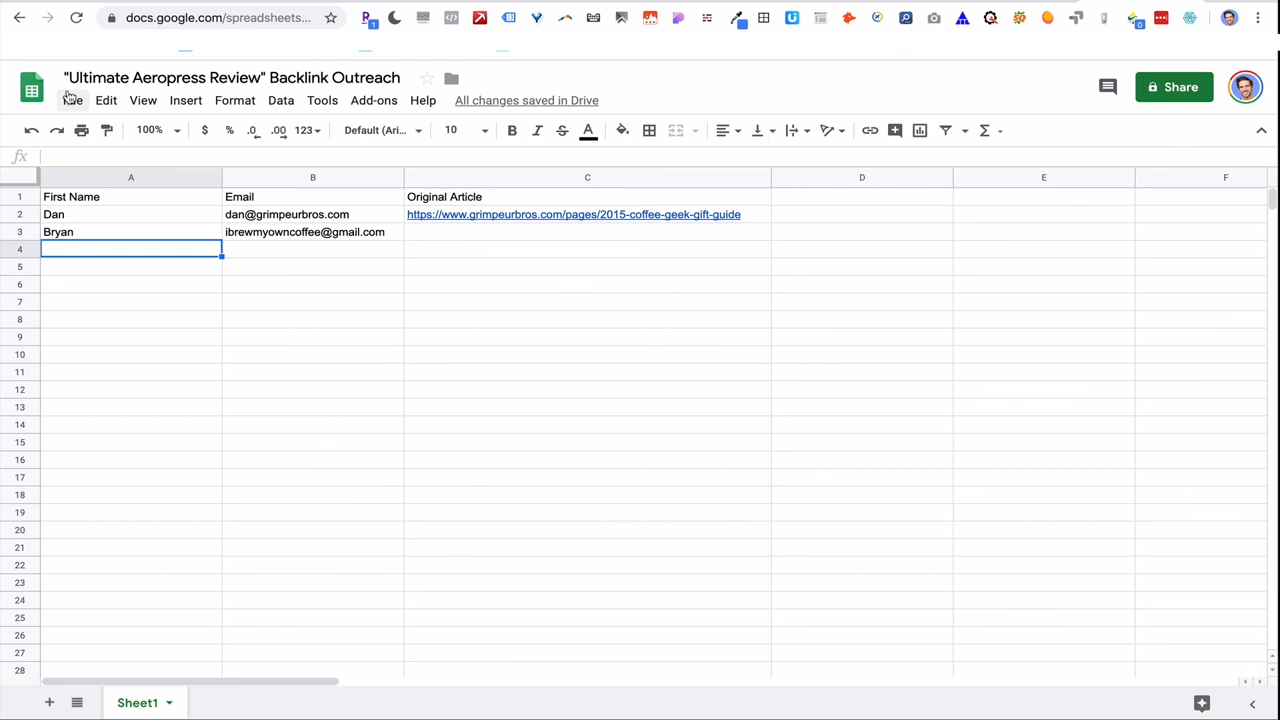 docs.google.com/spreadsheets...
"Ultimate Aeropress Review" Backlink Outreach
Share
Edit View Insert Format Data Tools Add-ons Help All changes saved in Drive
100% $ % .0 .00 123 Default (Ari... 10 B I S A Σ
fx
A B C D E F
1 First Name Email Original Article
2 Dan dan@grimpeurbros.com https://www.grimpeurbros.com/pages/2015-coffee-geek-gift-guide
3 Bryan ibrewmyowncoffee@gmail.com
4
5
6
7
8
9
10
11
12
13
14
15
16
17
18
19
20
21
22
23
24
25
26
27
28
Sheet1